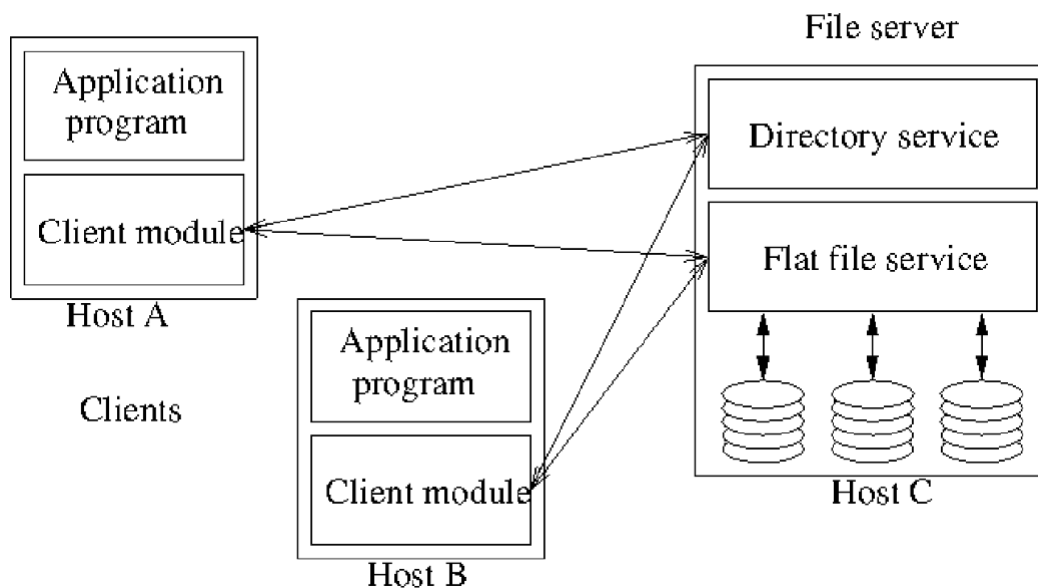 File server
Application
program
Client module
Host A
Directory service
Flat file service
Host C
Clients
Application
program
Client module
Host B